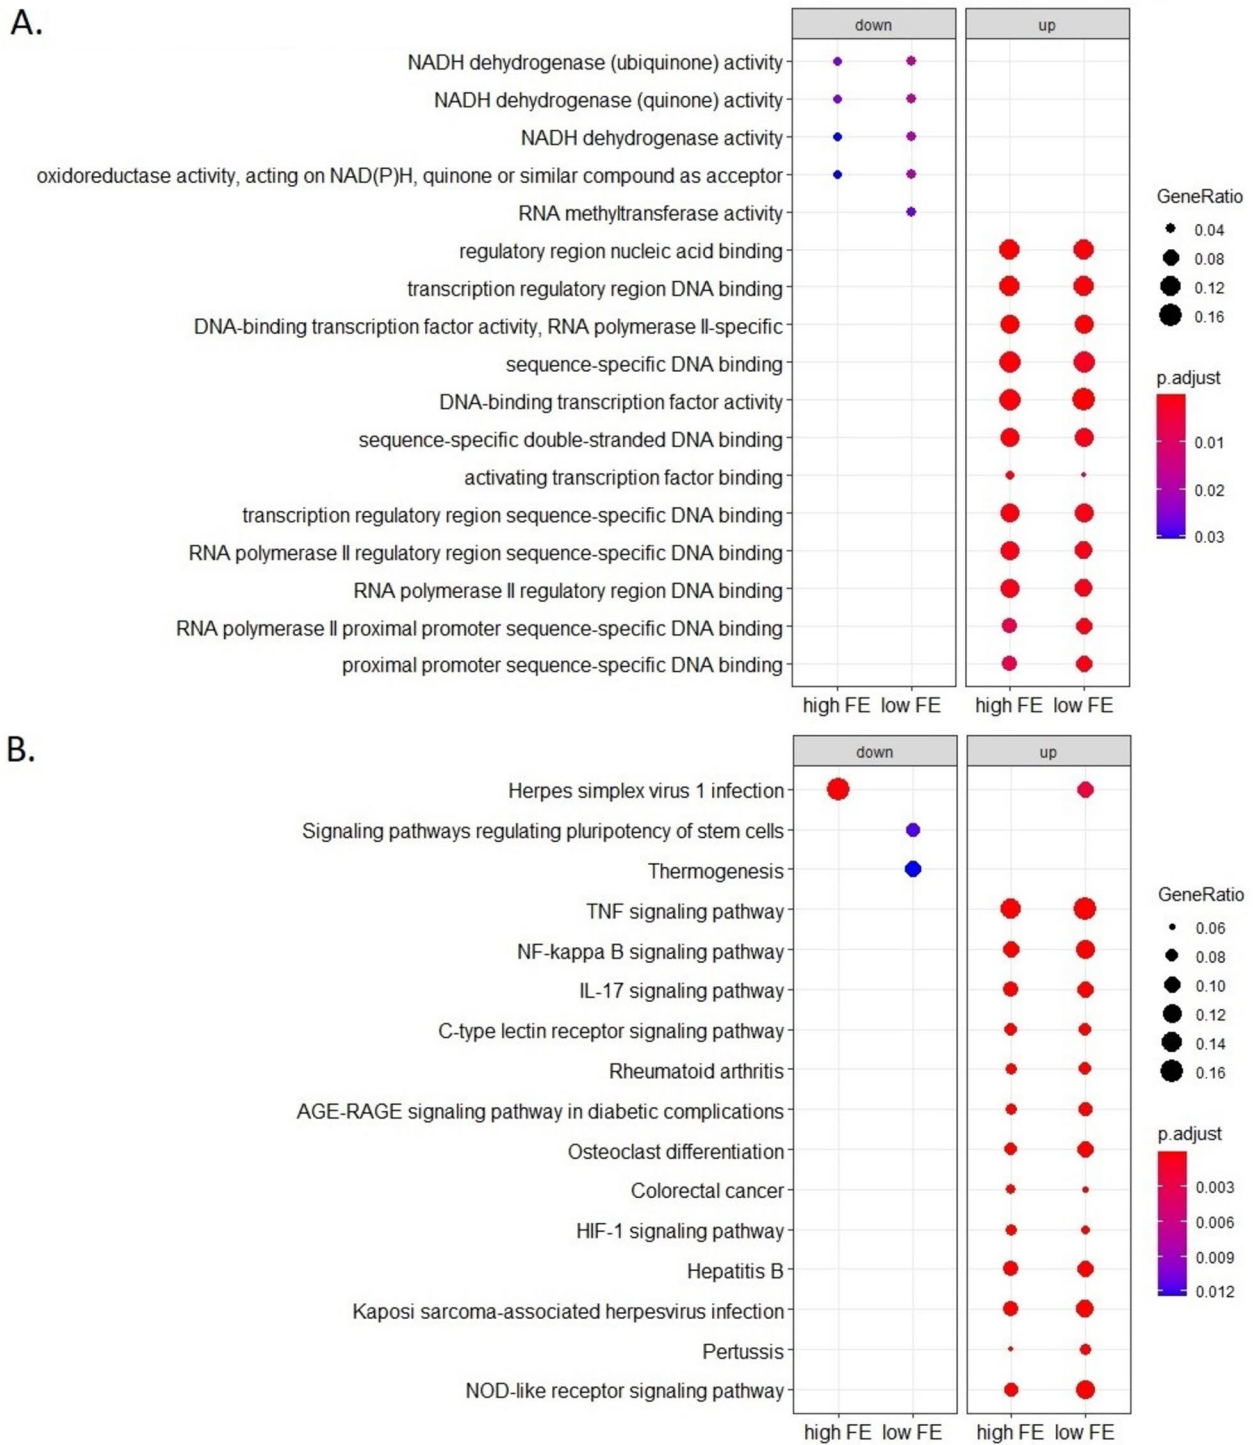 A.
down
up
NADH dehydrogenase (ubiquinone) activity
NADH dehydrogenase (quinone) activity
NADH dehydrogenase activity
oxidoreductase activity, acting on NAD(P)H, quinone or similar compound as acceptor
RNA methyltransferase activity
regulatory region nucleic acid binding
transcription regulatory region DNA binding
DNA-binding transcription factor activity, RNA polymerase II-specific
sequence-specific DNA binding
DNA-binding transcription factor activity
sequence-specific double-stranded DNA binding
activating transcription factor binding
transcription regulatory region sequence-specific DNA binding
RNA polymerase II regulatory region sequence-specific DNA binding
RNA polymerase II regulatory region DNA binding
RNA polymerase II proximal promoter sequence-specific DNA binding
proximal promoter sequence-specific DNA binding
high FE low FE
high FE low FE
GeneRatio
0.04
0.08
0.12
0.16
p.adjust
0.01
0.02
0.03
B.
down
up
Herpes simplex virus 1 infection
Signaling pathways regulating pluripotency of stem cells
Thermogenesis
TNF signaling pathway
NF-kappa B signaling pathway
IL-17 signaling pathway
C-type lectin receptor signaling pathway
Rheumatoid arthritis
AGE-RAGE signaling pathway in diabetic complications
Osteoclast differentiation
Colorectal cancer
HIF-1 signaling pathway
Hepatitis B
Kaposi sarcoma-associated herpesvirus infection
Pertussis
NOD-like receptor signaling pathway
high FE low FE
high FE low FE
GeneRatio
0.06
0.08
0.10
0.12
0.14
0.16
p.adjust
0.003
0.006
0.009
0.012